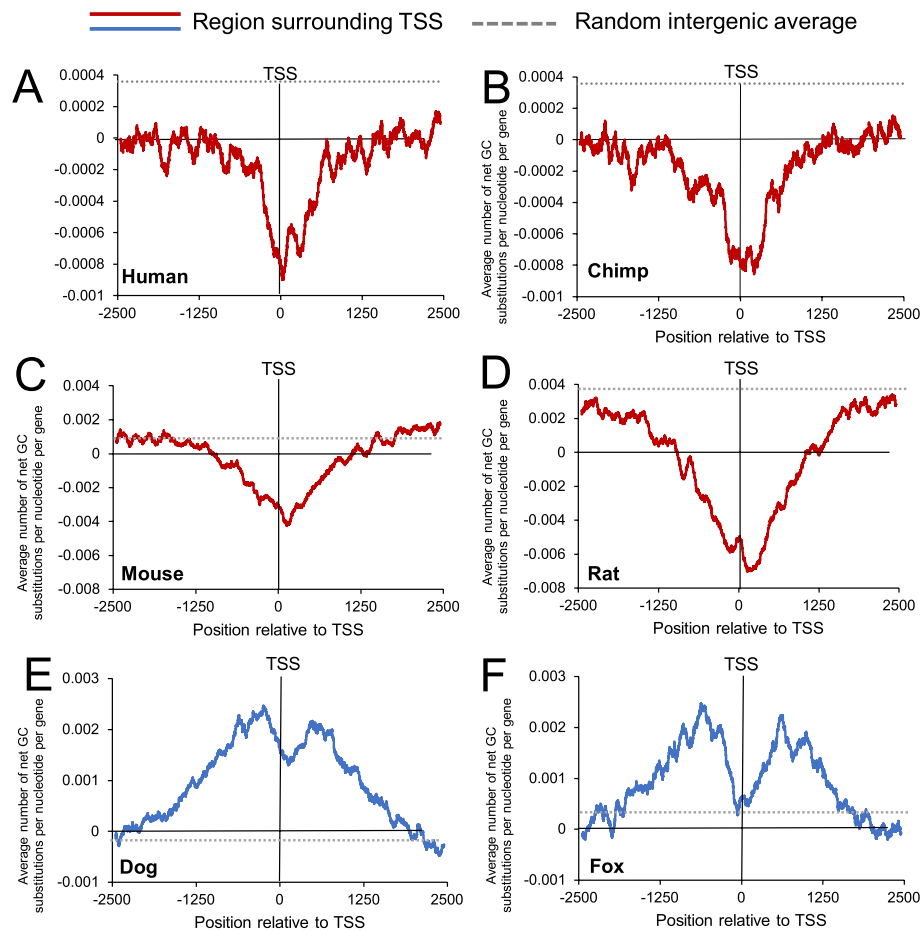 Region surrounding TSS
Random intergenic average
A
TSS
0.0004
0.0002
0
-0.0002
-0.0004
-0.0006
-0.0008
-0.001
Human
-2500 -1250 0 1250 2500
B
TSS
Average number of net GC
substitutions per nucleotide per gene
0.0004
0.0002
0
-0.0002
-0.0004
-0.0006
-0.0008
-0.001
Chimp
-2500 -1250 0 1250 2500
Position relative to TSS
C
TSS
Average number of net GC
substitutions per nucleotide per gene
0.004
0.002
0
-0.002
-0.004
-0.006
-0.008
Mouse
-2500 -1250 0 1250 2500
Position relative to TSS
D
TSS
Average number of net GC
substitutions per nucleotide per gene
0.004
0.002
0
-0.002
-0.004
-0.006
-0.008
Rat
-2500 -1250 0 1250 2500
Position relative to TSS
E
TSS
Average number of net GC
substitutions per nucleotide per gene
0.003
0.002
0.001
0
-0.001
Dog
-2500 -1250 0 1250 2500
Position relative to TSS
F
TSS
Average number of net GC
substitutions per nucleotide per gene
0.003
0.002
0.001
0
-0.001
Fox
-2500 -1250 0 1250 2500
Position relative to TSS